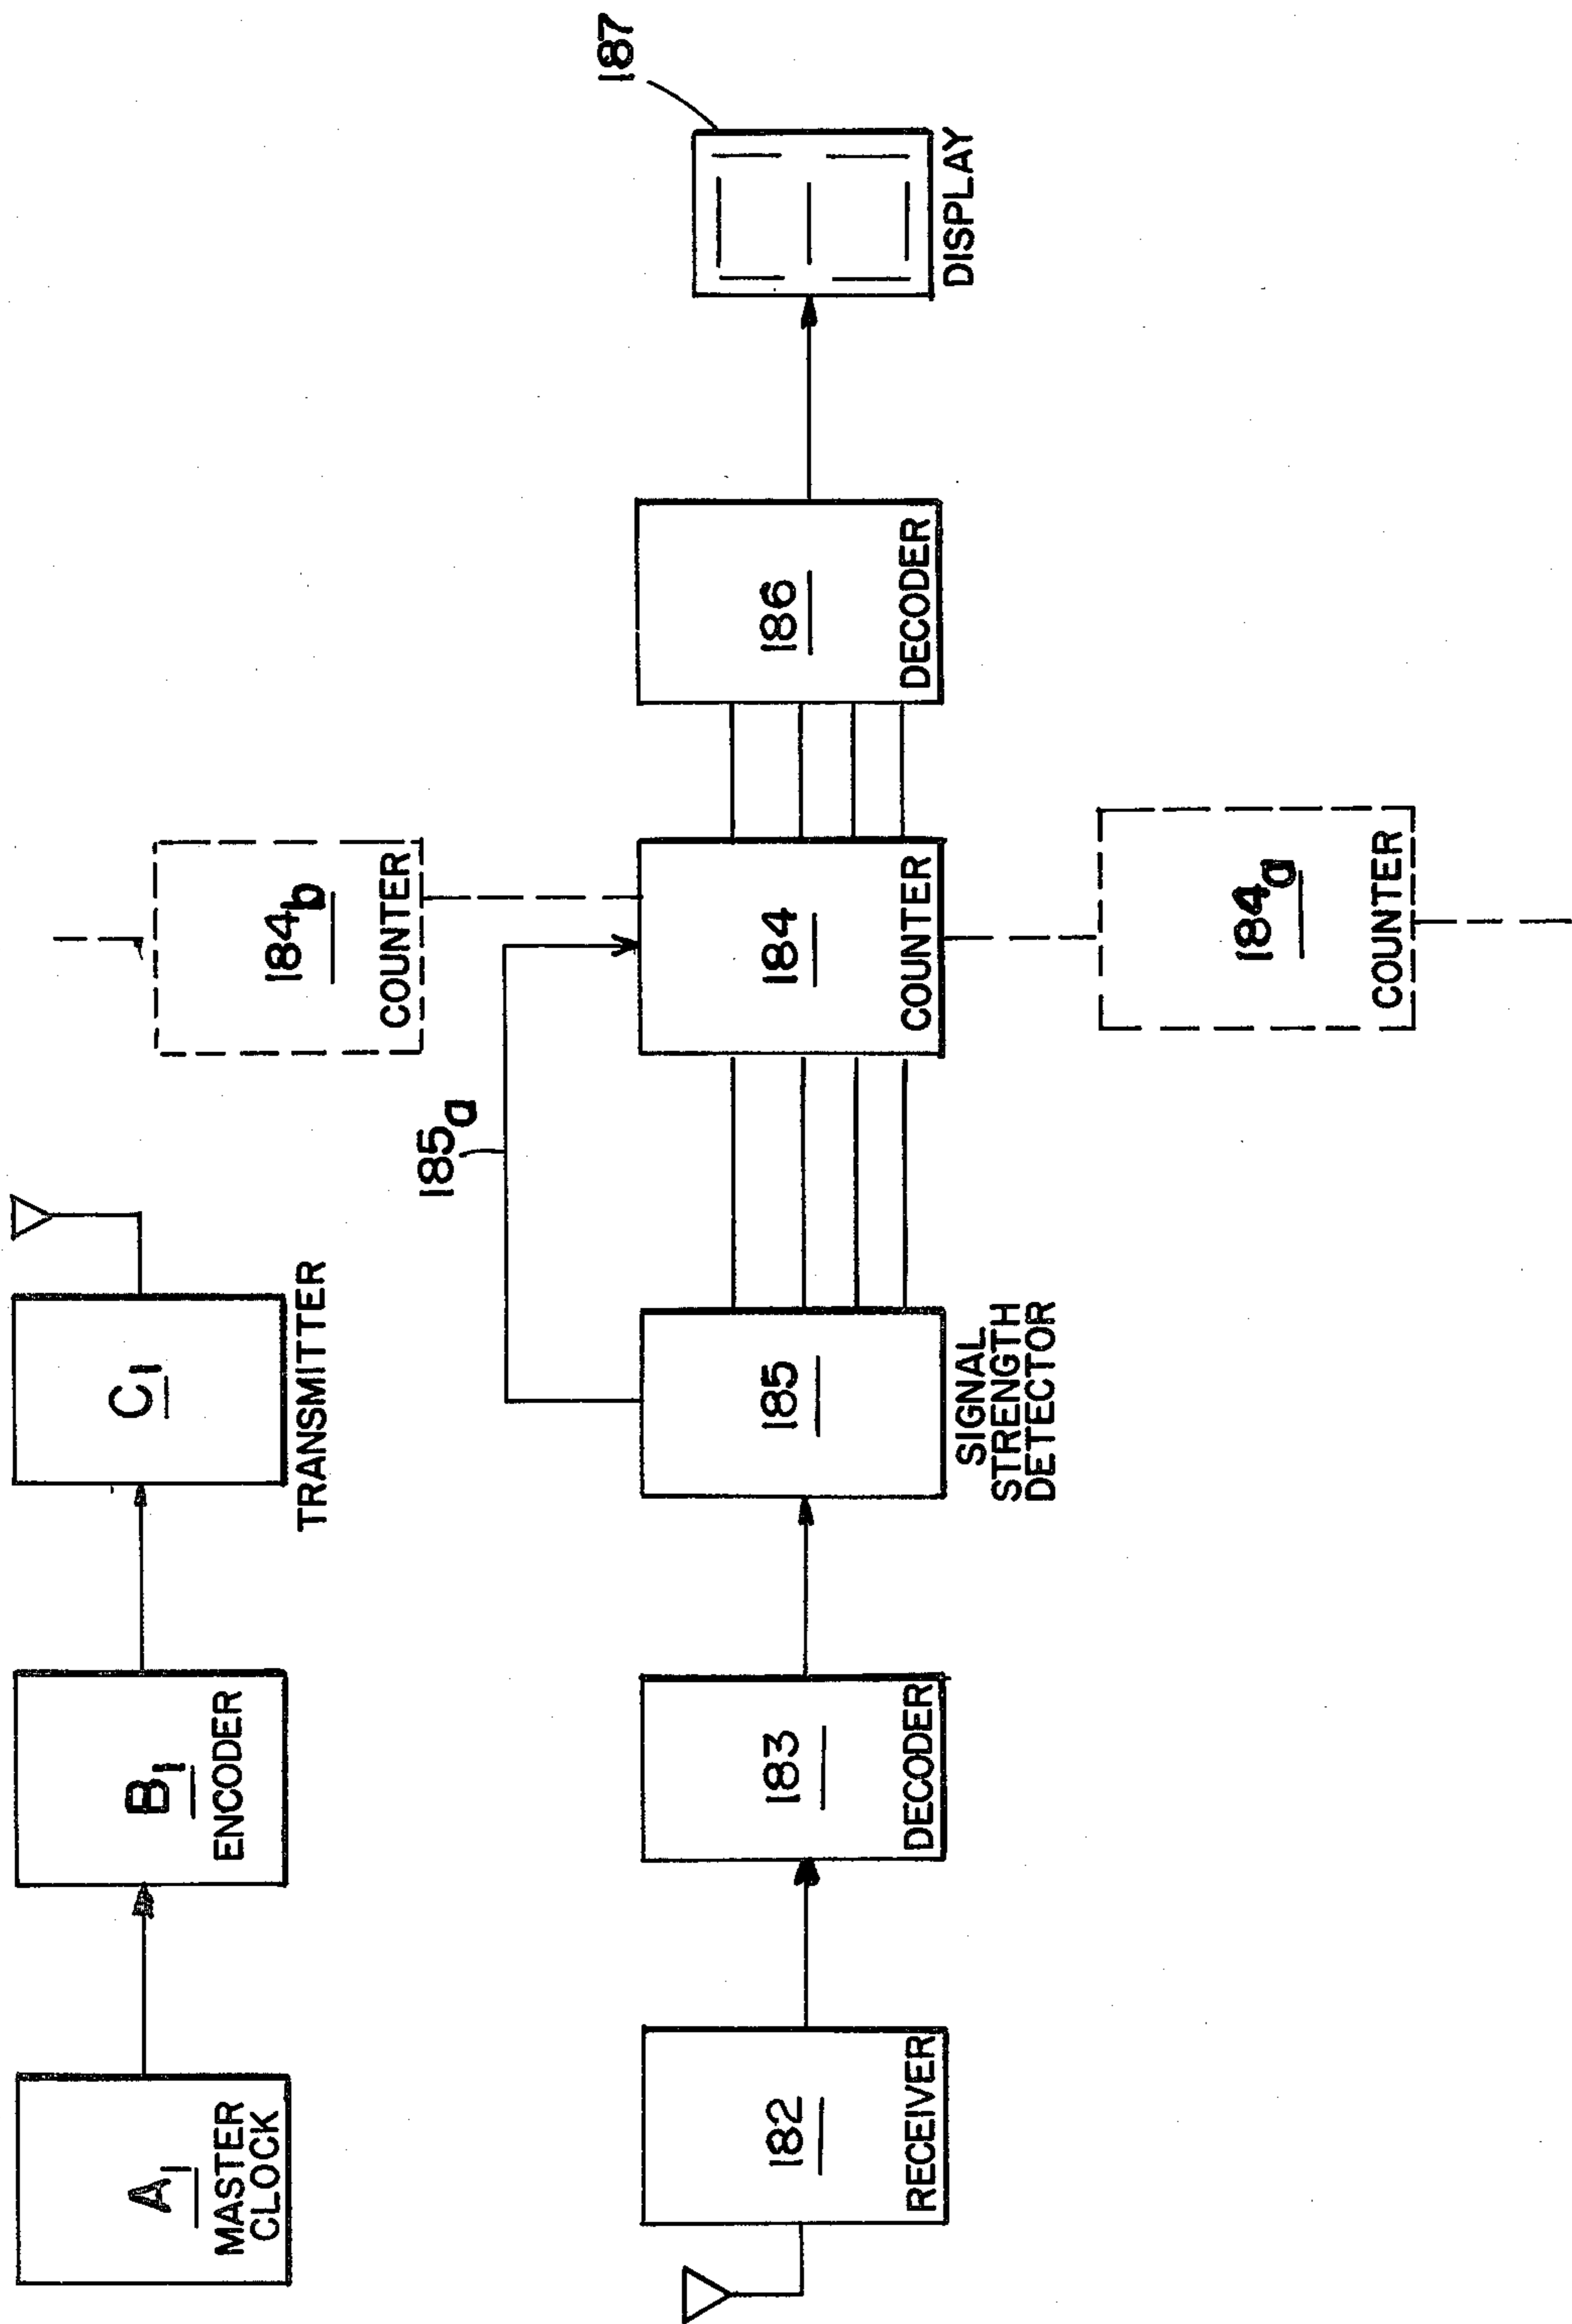 A1
MASTER
CLOCK
B1
ENCODER
C1
TRANSMITTER
182
RECEIVER
183
DECODER
185
SIGNAL
STRENGTH
DETECTOR
185a
184b
COUNTER
184
COUNTER
184a
COUNTER
186
DECODER
187
DISPLAY